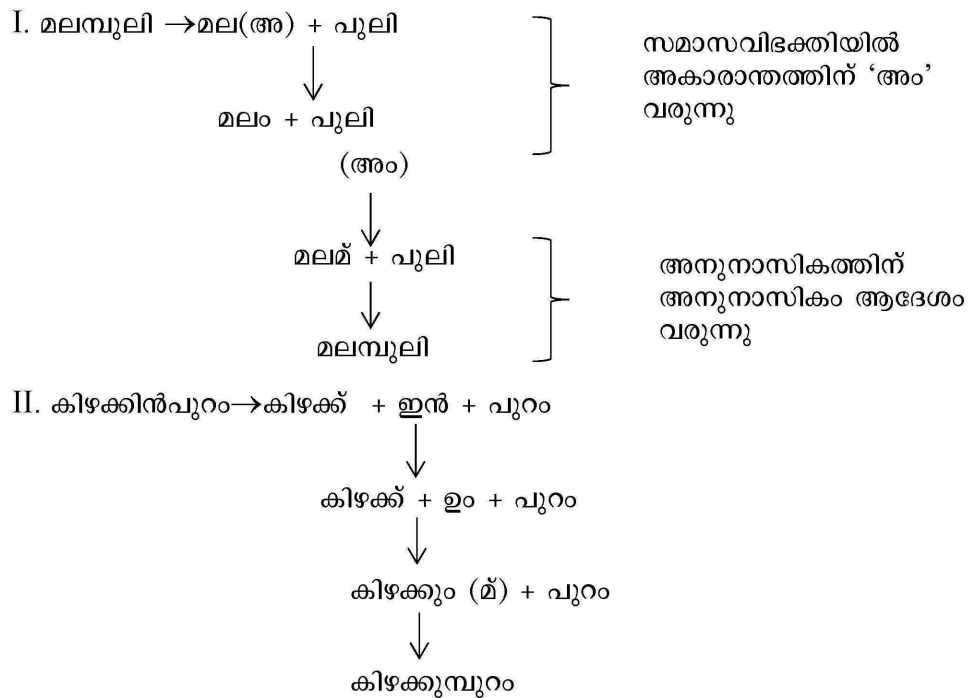 I. മലമ്പുലി →മല(അ) + പുലി
മലം + പുലി
(അം)
സമാസവിഭക്തിയിൽ
അകാരാന്തത്തിന് ‘അം’
വരുന്നു
മലമ് + പുലി
മലമ്പുലി
അനുനാസികത്തിന്
അനുനാസികം ആദേശം
വരുന്നു
II. കിഴക്കിൻപുറം→കിഴക്ക് + ഇൻ + പുറം
കിഴക്ക് + ഉം + പുറം
കിഴക്കും (മ്) + പുറം
കിഴക്കുമ്പുറം